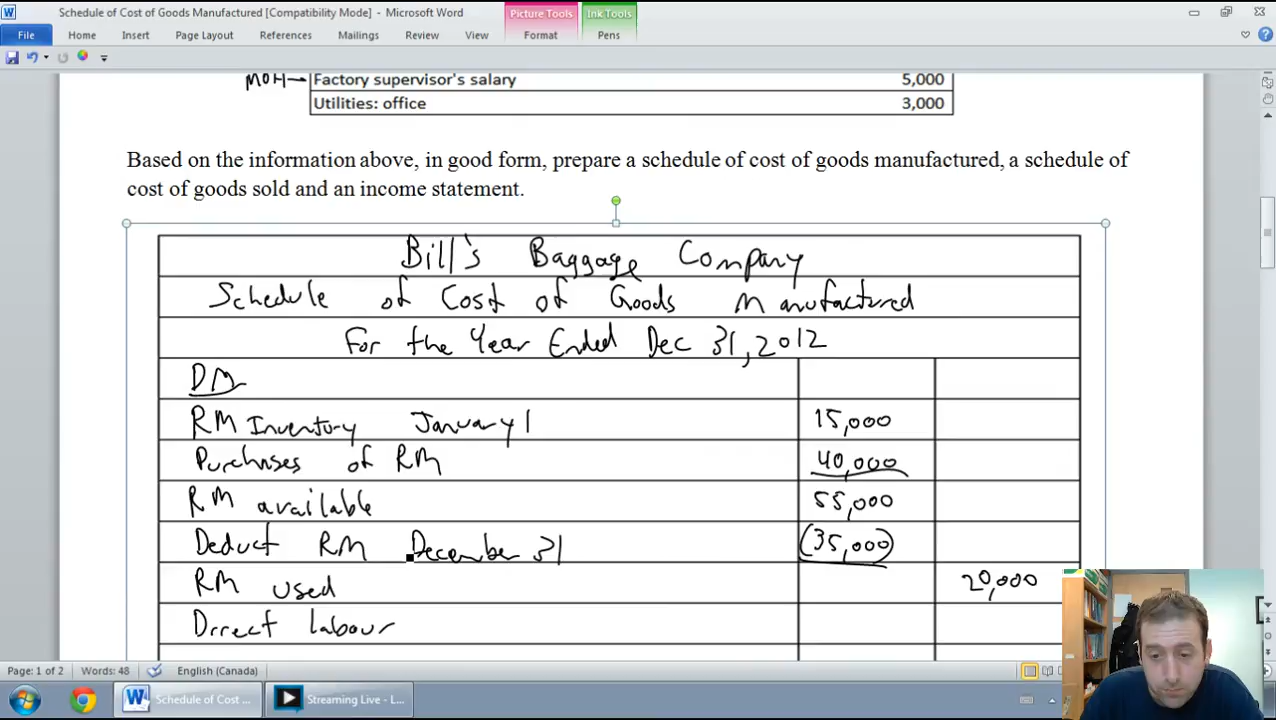 Schedule of Cost of Goods Manufactured [Compatibility Mode] - Microsoft Word
Picture Tools
Ink Tools
File
Home
Insert
Page Layout
References
Mailings
Review
View
Format
Pens
MOH
Factory supervisor's salary 5,000
Utilities: office 3,000
Based on the information above, in good form, prepare a schedule of cost of goods manufactured, a schedule of
cost of goods sold and an income statement.
Bill's Baggage Company
Schedule of Cost of Goods Manufactured
For the Year Ended Dec 31, 2012
DM
RM Inventory January 1 15,000
Purchases of RM 40,000
RM available 55,000
Deduct RM December 31 (35,000)
RM used 20,000
Direct labour
Page: 1 of 2
Words: 48
English (Canada)
Schedule of Cost ...
Streaming Live - L...